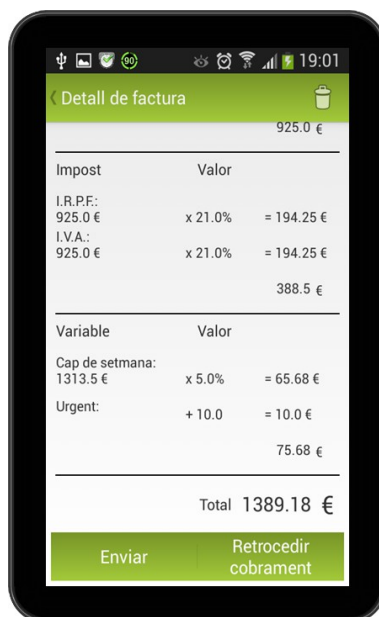 90 19:01
Detall de factura
925.0 €
Impost Valor
I.R.P.F.:
925.0 € x 21.0% = 194.25 €
I.V.A.:
925.0 € x 21.0% = 194.25 €
388.5 €
Variable Valor
Cap de setmana:
1313.5 € x 5.0% = 65.68 €
Urgent: + 10.0 = 10.0 €
75.68 €
Total 1389.18 €
Enviar
Retrocedir
cobrament